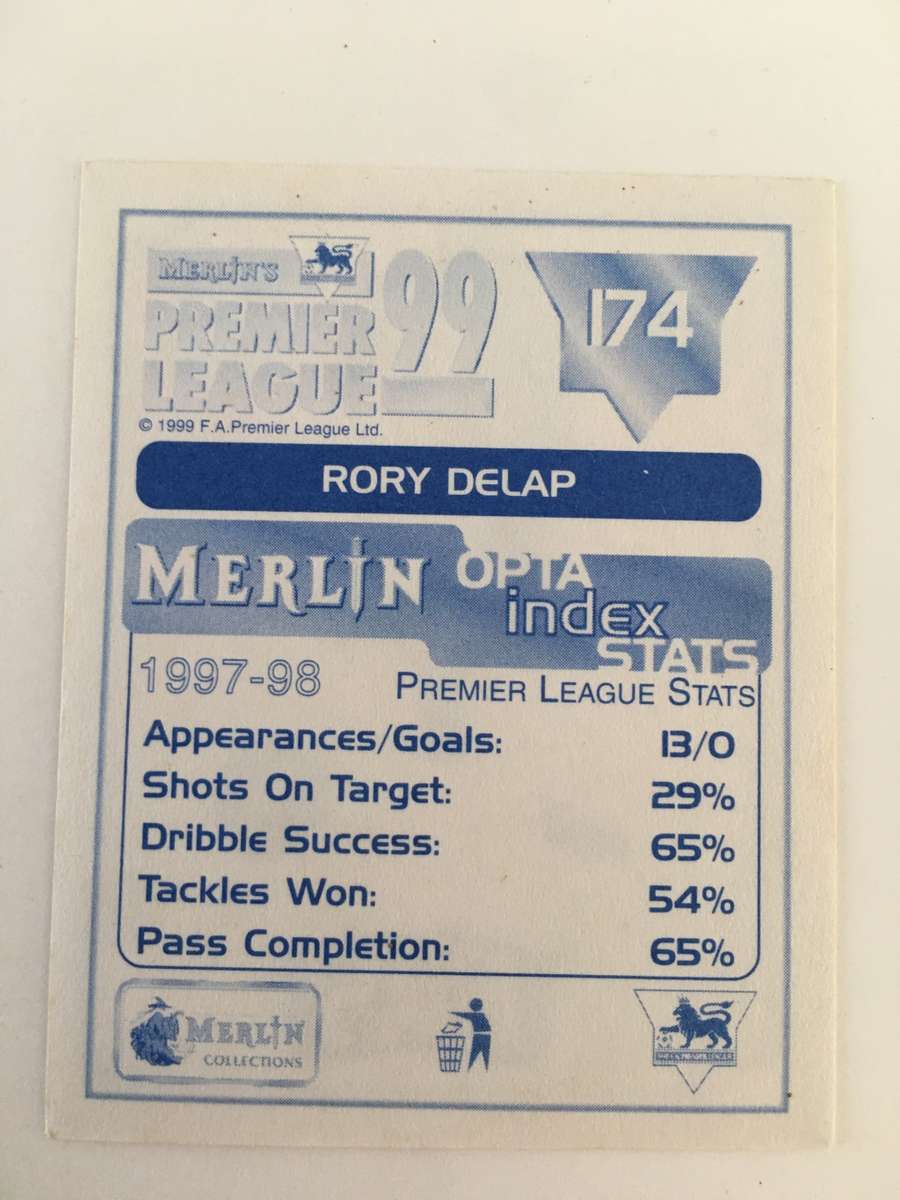 MERLIN'S
PREMIER
LEAGUE
99
174
© 1999 F.A.Premier League Ltd.
RORY DELAP
MERLIN OPTA
index
STATS
1997-98
PREMIER LEAGUE STATS
Appearances/Goals: 13/0
Shots On Target: 29%
Dribble Success: 65%
Tackles Won: 54%
Pass Completion: 65%
MERLIN
COLLECTIONS